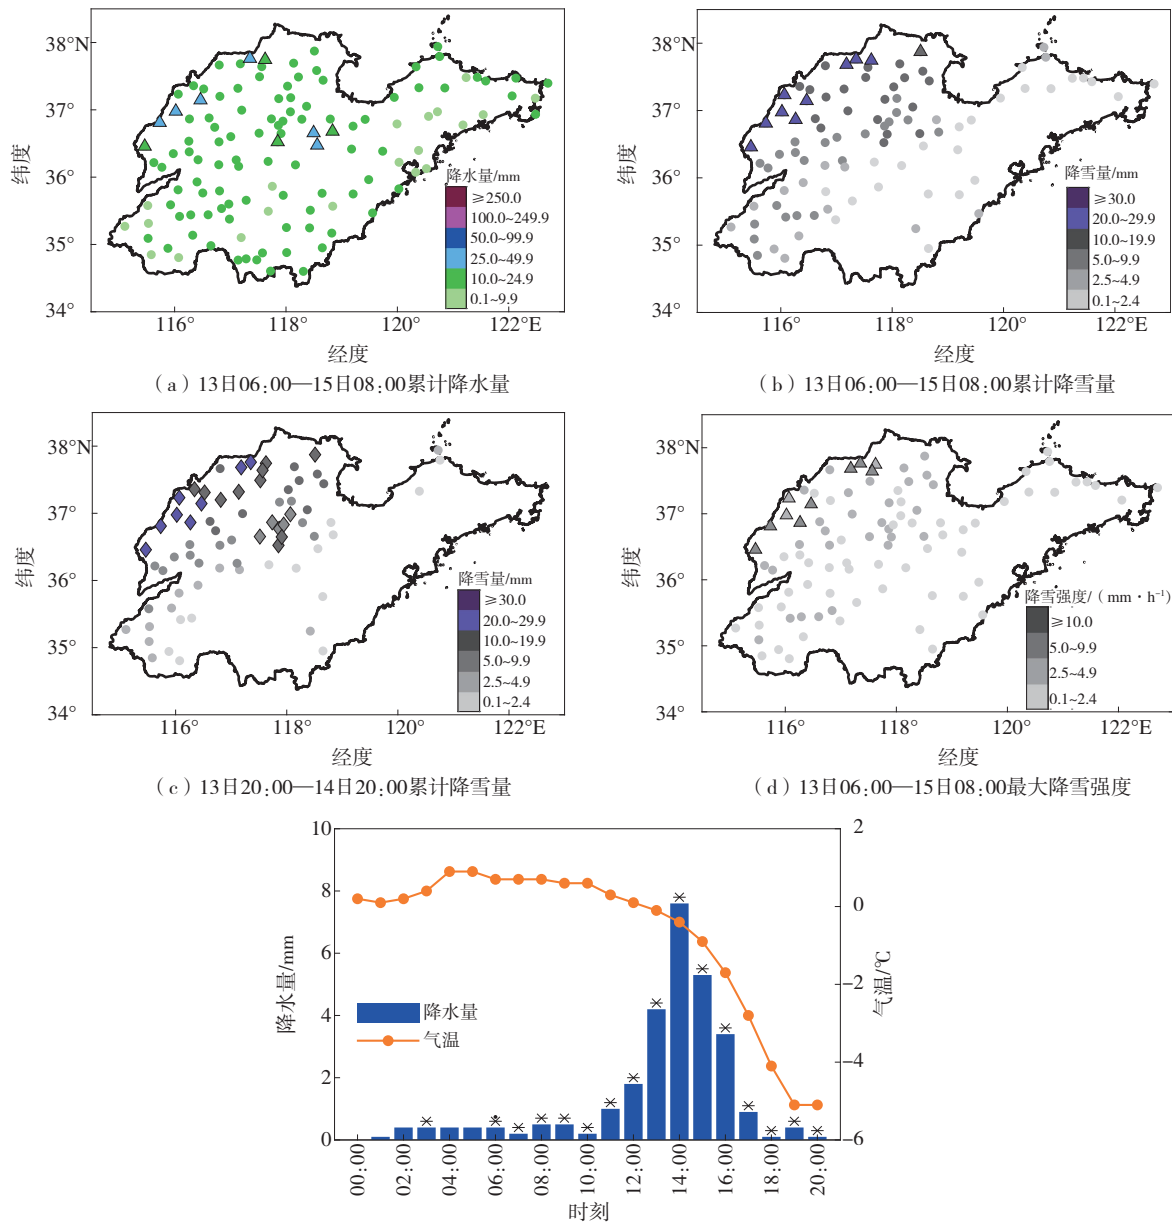 38°N
37°
36°
35°
34°
纬度
116°
118°
120°
122°E
经度
降水量/mm
≥250.0
100.0~249.9
50.0~99.9
25.0~49.9
10.0~24.9
0.1~9.9
(a) 13日06:00—15日08:00累计降水量
38°N
37°
36°
35°
34°
纬度
116°
118°
120°
122°E
经度
降雪量/mm
≥30.0
20.0~29.9
10.0~19.9
5.0~9.9
2.5~4.9
0.1~2.4
(b) 13日06:00—15日08:00累计降雪量
38°N
37°
36°
35°
34°
纬度
116°
118°
120°
122°E
经度
降雪量/mm
≥30.0
20.0~29.9
10.0~19.9
5.0~9.9
2.5~4.9
0.1~2.4
(c) 13日20:00—14日20:00累计降雪量
38°N
37°
36°
35°
34°
纬度
116°
118°
120°
122°E
经度
降雪强度/(mm·h⁻¹)
≥10.0
5.0~9.9
2.5~4.9
0.1~2.4
(d) 13日06:00—15日08:00最大降雪强度
10
8
6
4
2
0
降水量/mm
2
0
−2
−4
−6
气温/℃
降水量
气温
00:00
02:00
04:00
06:00
08:00
10:00
12:00
14:00
16:00
18:00
20:00
时刻